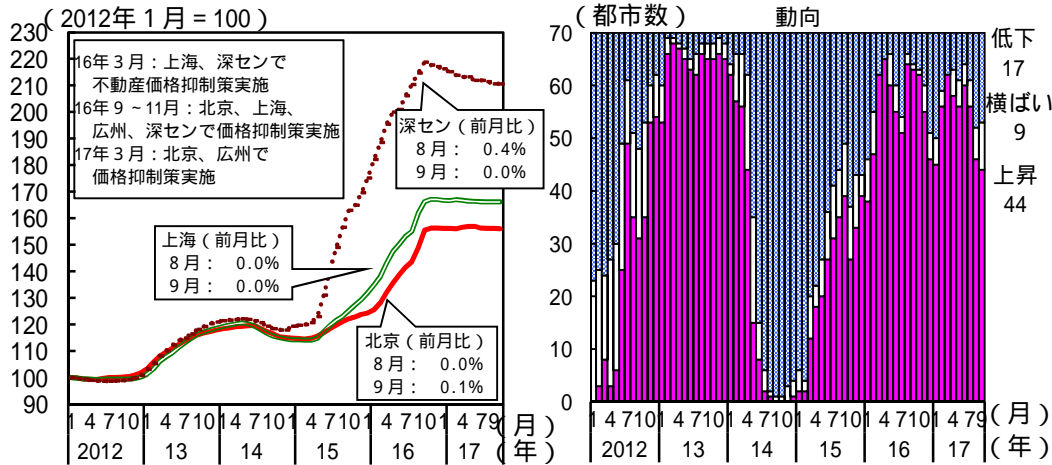 （2012年１月＝100）
230
220
210
200
190
180
170
160
150
140
130
120
110
100
90
16年３月：上海、深センで
不動産価格抑制策実施
16年９~11月：北京、上海、
広州、深センで価格抑制策実施
17年３月：北京、広州で
価格抑制策実施
深セン（前月比）
８月： 0.4%
９月： 0.0%
上海（前月比）
８月： 0.0%
９月： 0.0%
北京（前月比）
８月： 0.0%
９月： 0.1%
1 4 7 10 1 4 7 10 1 4 7 10 1 4 7 10 1 4 7 10 1 4 7 9 (月)
2012 13 14 15 16 17 (年)
（都市数） 動向
70
60
50
40
30
20
10
0
低下
17
横ばい
9
上昇
44
1 4 7 10 1 4 7 10 1 4 7 10 1 4 7 10 1 4 7 10 1 4 7 9 (月)
2012 13 14 15 16 17 (年)